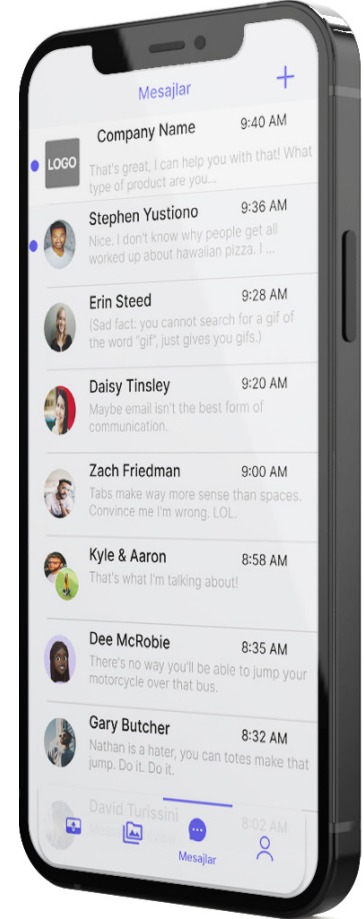 Mesajlar
Company Name 9:40 AM
LOGO
That's great, I can help you with that! What
type of product are you...
Stephen Yustiono 9:36 AM
Nice. I don't know why people get all
worked up about hawaiian pizza. I ...
Erin Steed 9:28 AM
(Sad fact: you cannot search for a gif of
the word "gif", just gives you gifs.)
Daisy Tinsley 9:20 AM
Maybe email isn't the best form of
communication.
Zach Friedman 9:00 AM
Tabs make way more sense than spaces.
Convince me I'm wrong. LOL.
Kyle & Aaron 8:58 AM
That's what I'm talking about!
Dee McRobie 8:35 AM
There's no way you'll be able to jump your
motorcycle over that bus.
Gary Butcher 8:32 AM
Nathan is a hater, you can totes make that
jump. Do it. Do it.
David Turissini 8:02 AM
Mesajlar